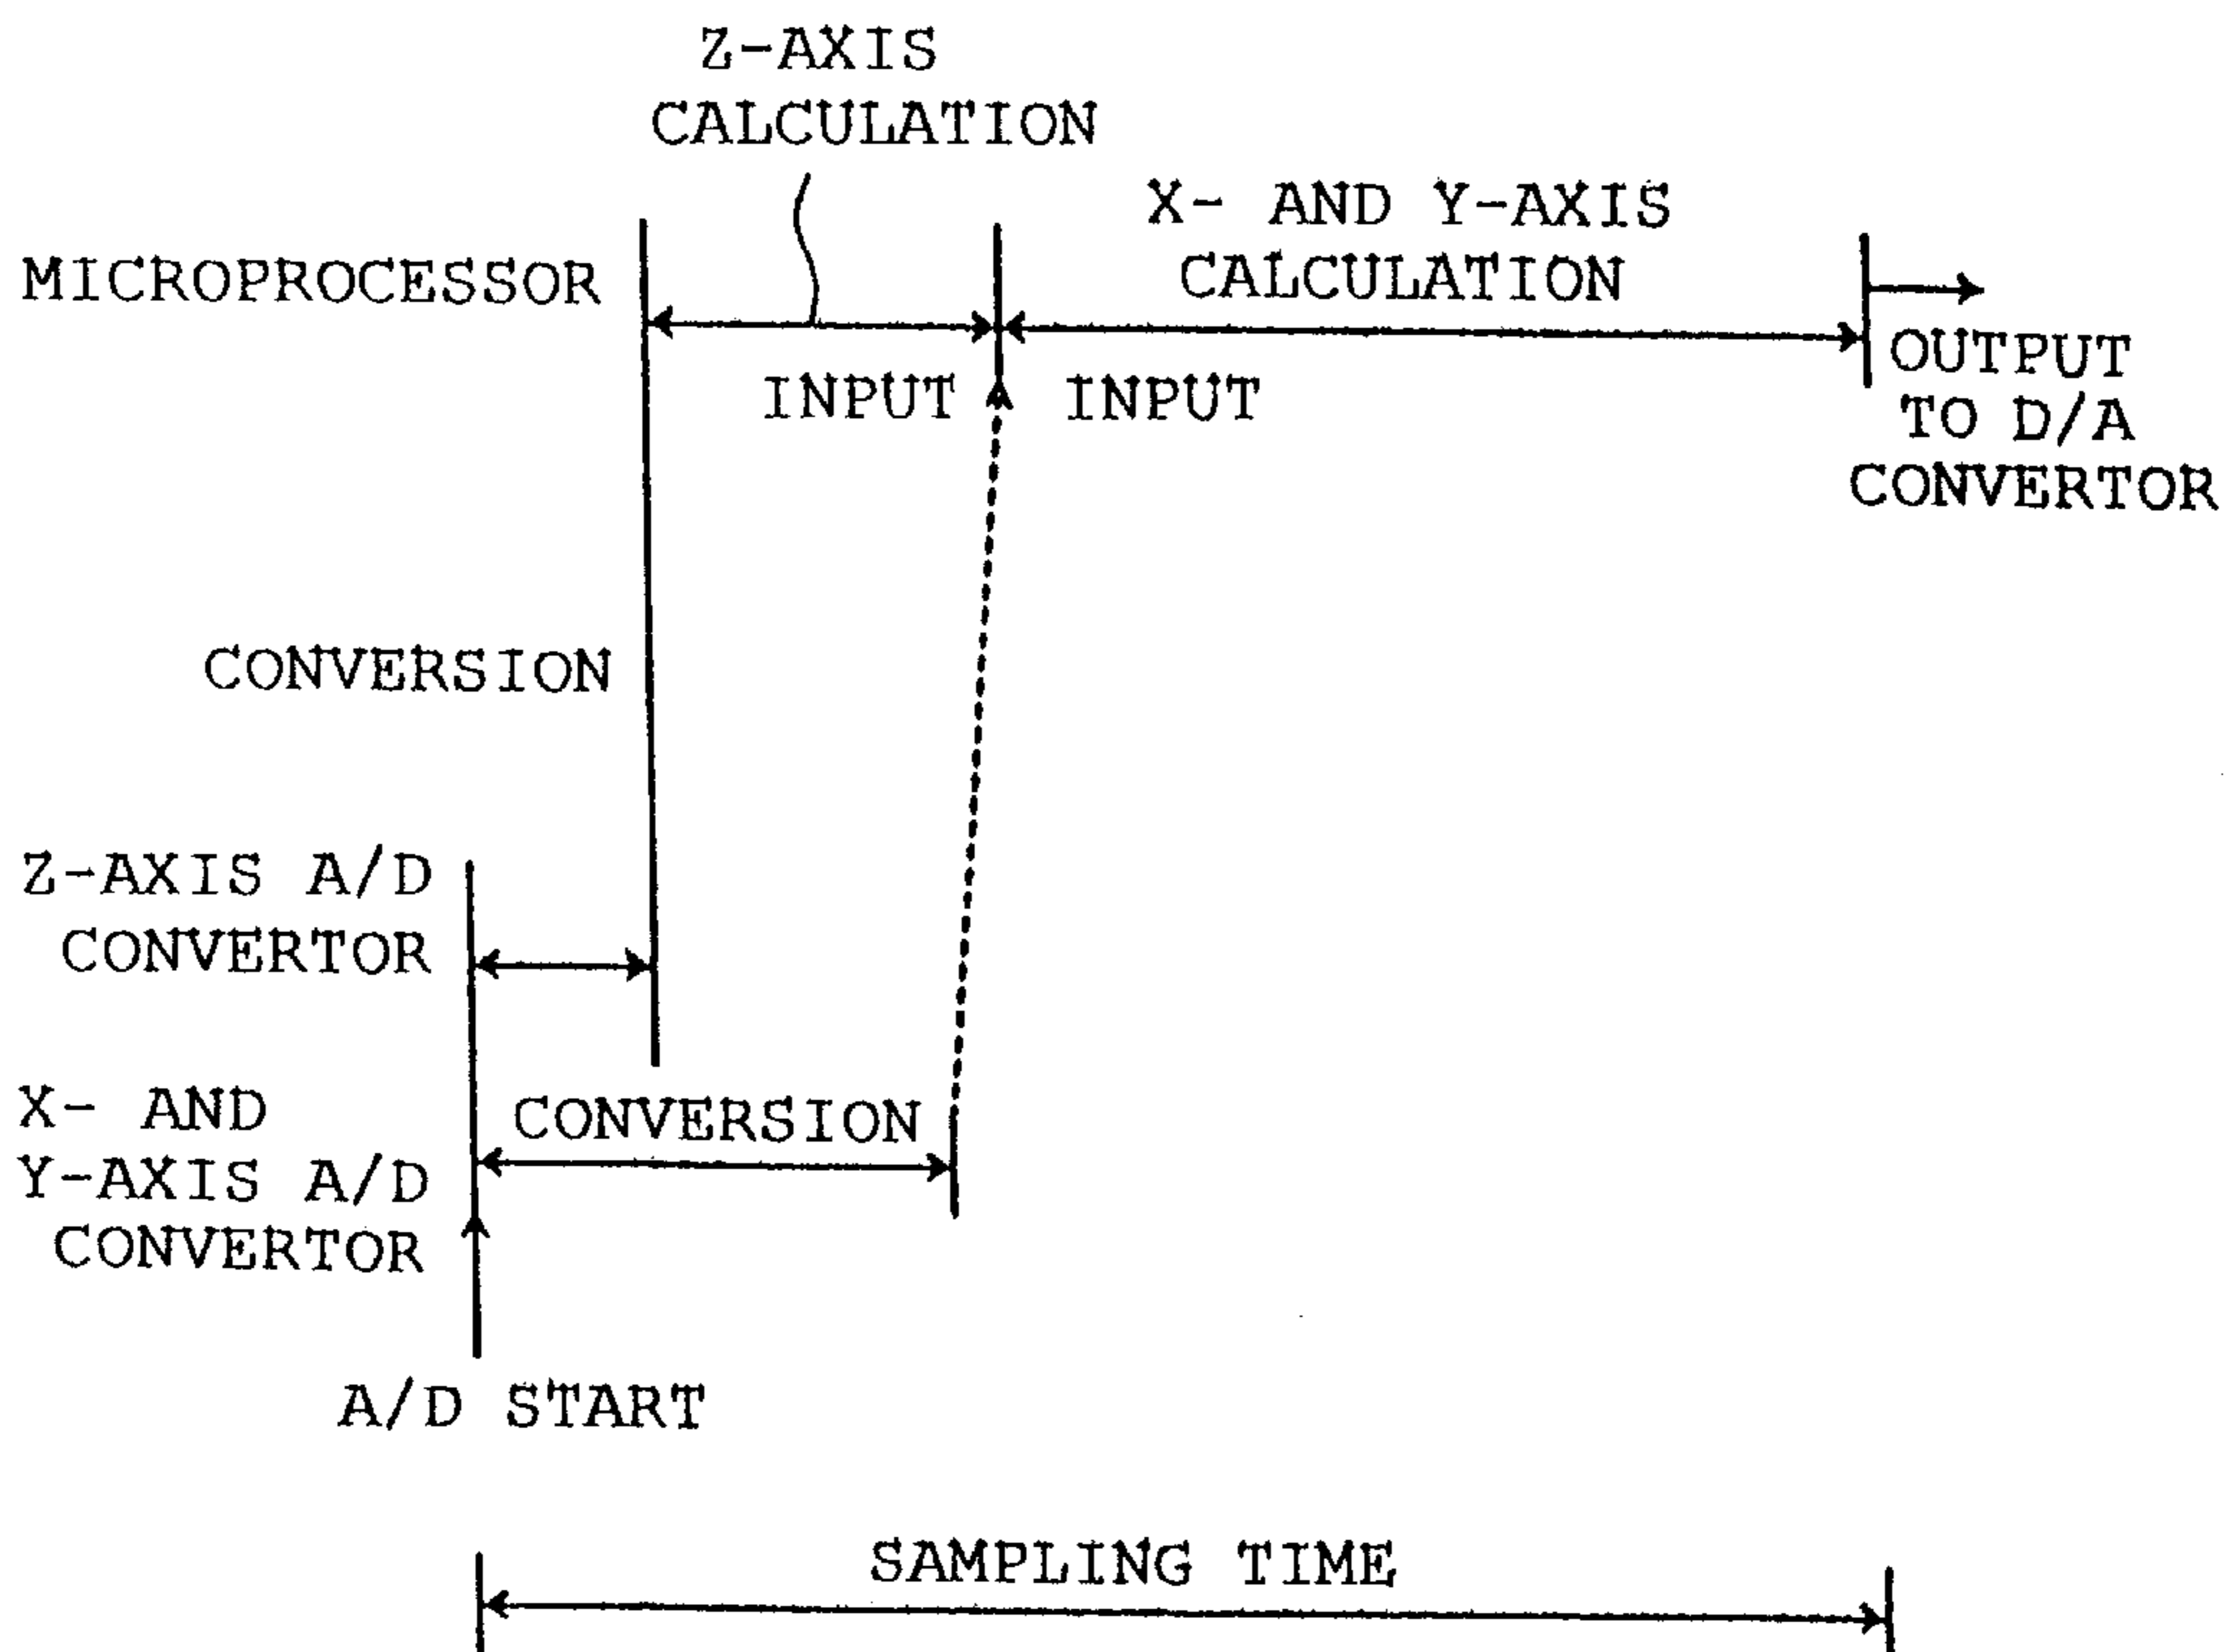 Z-AXIS
CALCULATION
X- AND Y-AXIS
CALCULATION
MICROPROCESSOR
INPUT
INPUT
OUTPUT
TO D/A
CONVERTOR
CONVERSION
Z-AXIS A/D
CONVERTOR
X- AND
Y-AXIS A/D
CONVERTOR
CONVERSION
A/D START
SAMPLING TIME